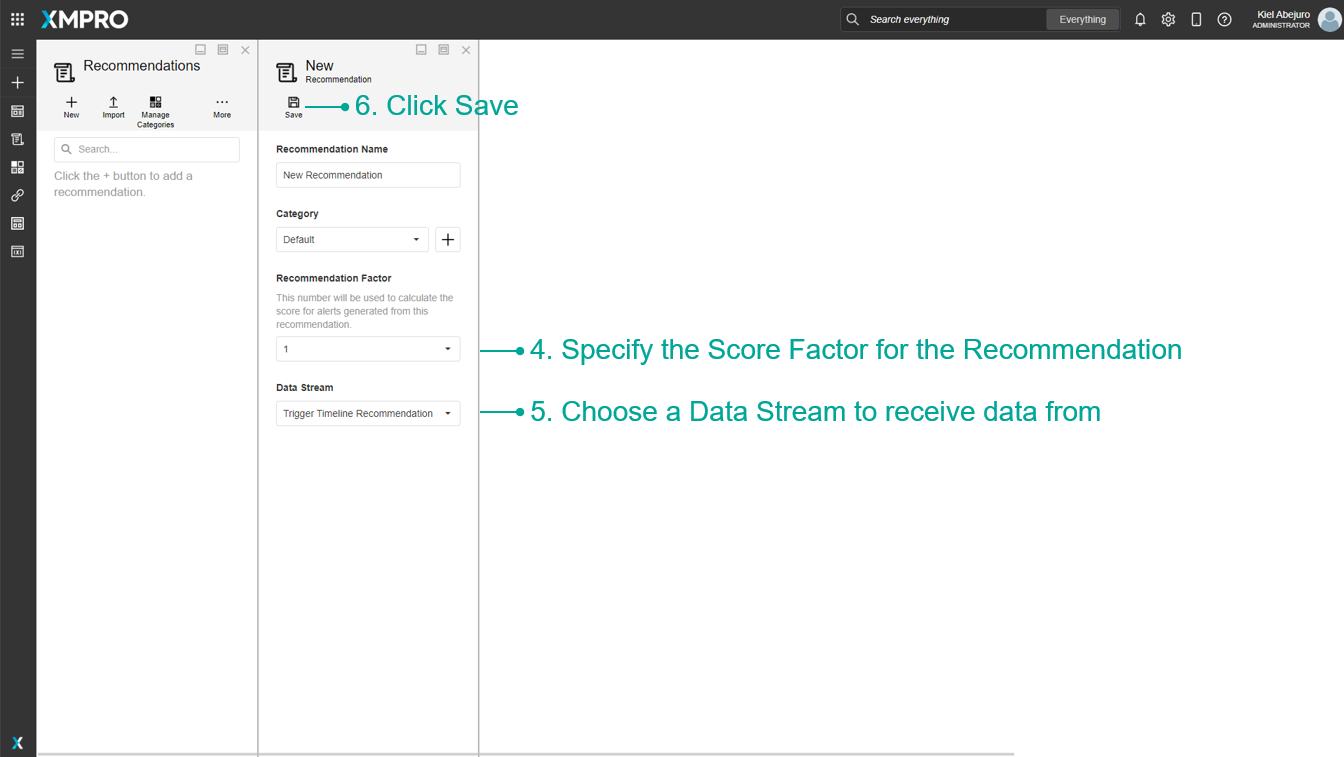 XMPRO
Search everything
Everything
Kiel Abejuro
ADMINISTRATOR
Recommendations
New
Import
Manage
Categories
More
Search...
Click the + button to add a
recommendation.
New
Recommendation
Save
6. Click Save
Recommendation Name
New Recommendation
Category
Default
Recommendation Factor
This number will be used to calculate the
score for alerts generated from this
recommendation.
1
4. Specify the Score Factor for the Recommendation
Data Stream
Trigger Timeline Recommendation
5. Choose a Data Stream to receive data from
X